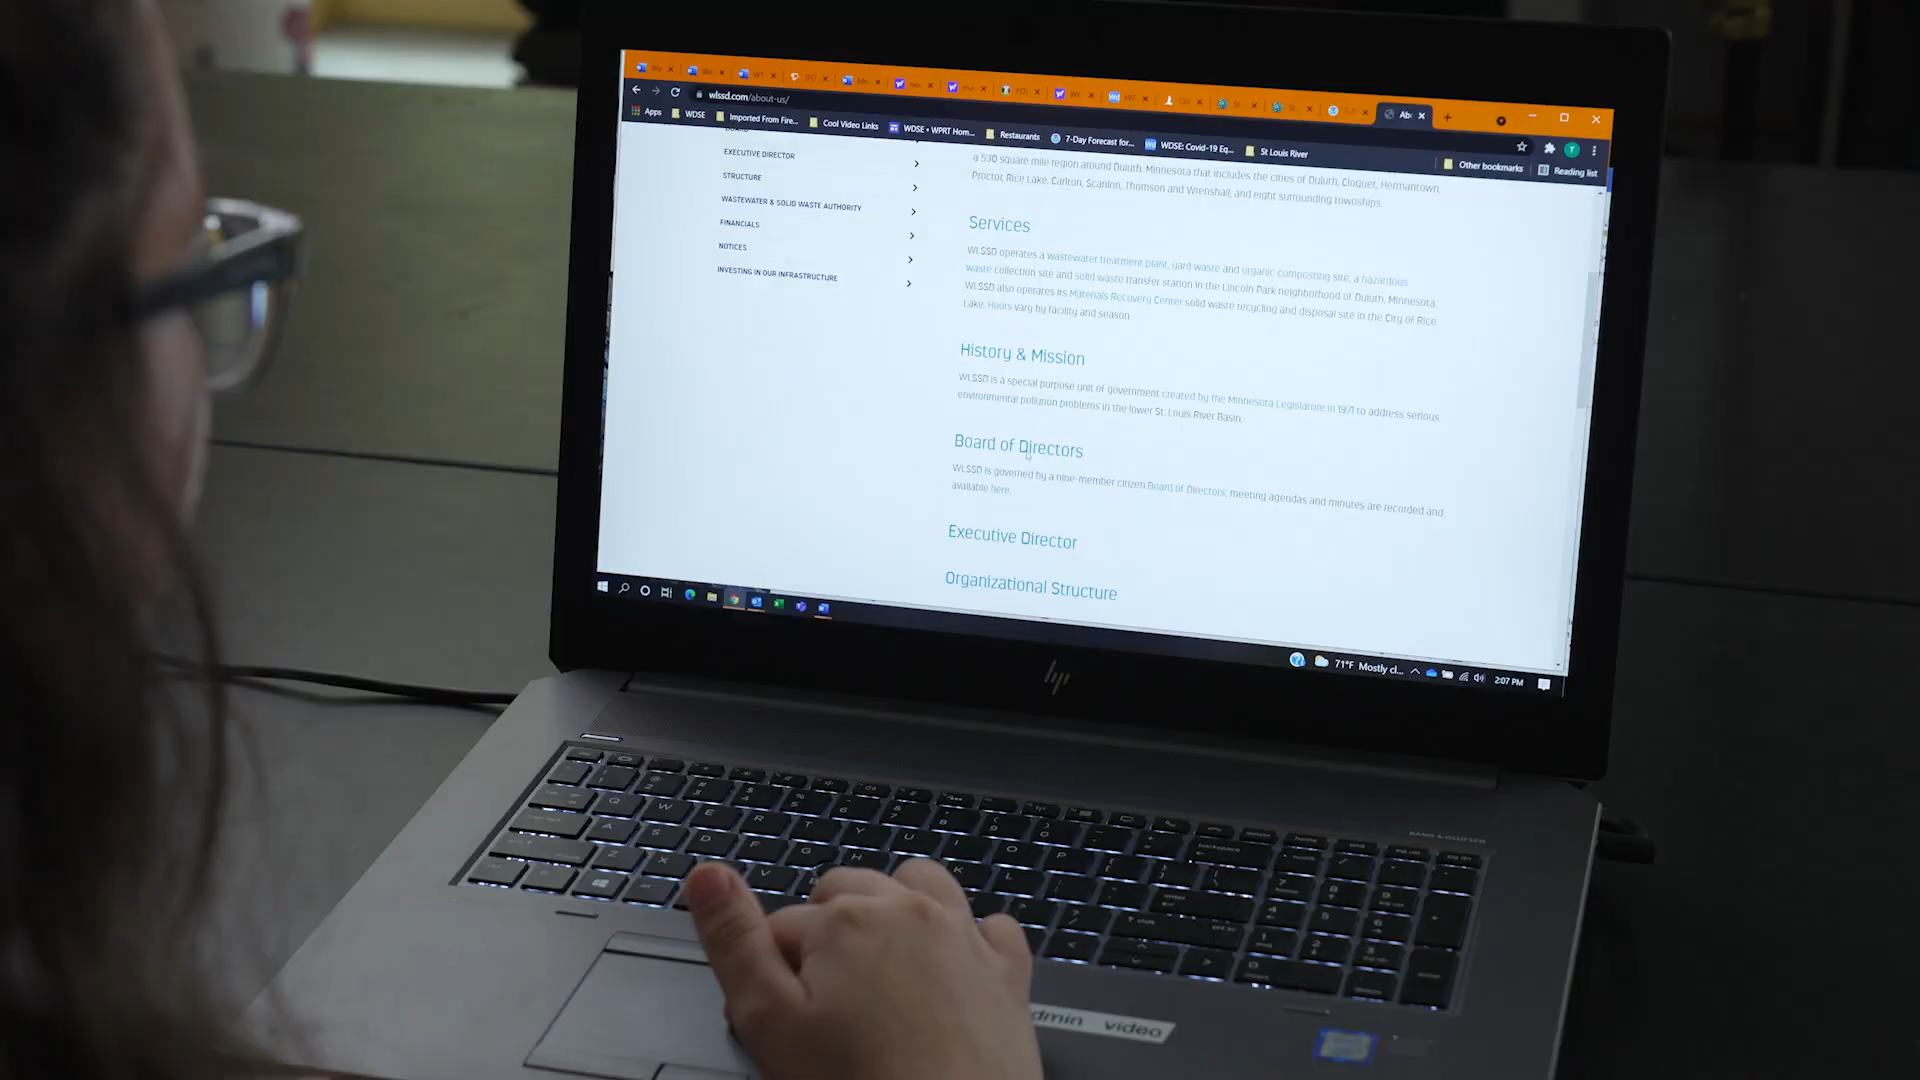 wlssd.com/about-us/
Apps WDSE Imported From Fire... Cool Video Links WDSE • WPRT Hom... Restaurants 7-Day Forecast for... WDSE: Covid-19 Eq... St Louis River Other bookmarks Reading list
EXECUTIVE DIRECTOR
STRUCTURE
WASTEWATER & SOLID WASTE AUTHORITY
FINANCIALS
NOTICES
INVESTING IN OUR INFRASTRUCTURE
a 530 square mile region around Duluth, Minnesota that includes the cities of Duluth, Cloquet, Hermantown,
Proctor, Rice Lake, Carlton, Scanlon, Thomson and Wrenshall, and eight surrounding townships.
Services
WLSSD operates a wastewater treatment plant, yard waste and organic composting site, a hazardous
waste collection site and solid waste transfer station in the Lincoln Park neighborhood of Duluth, Minnesota.
WLSSD also operates its Materials Recovery Center solid waste recycling and disposal site in the City of Rice
Lake. Hours vary by facility and season.
History & Mission
WLSSD is a special purpose unit of government created by the Minnesota Legislature in 1971 to address serious
environmental pollution problems in the lower St. Louis River Basin.
Board of Directors
WLSSD is governed by a nine-member citizen Board of Directors; meeting agendas and minutes are recorded and
available here.
Executive Director
Organizational Structure
71°F Mostly cl... 2:07 PM
hp
BANG & OLUFSEN
dmin video